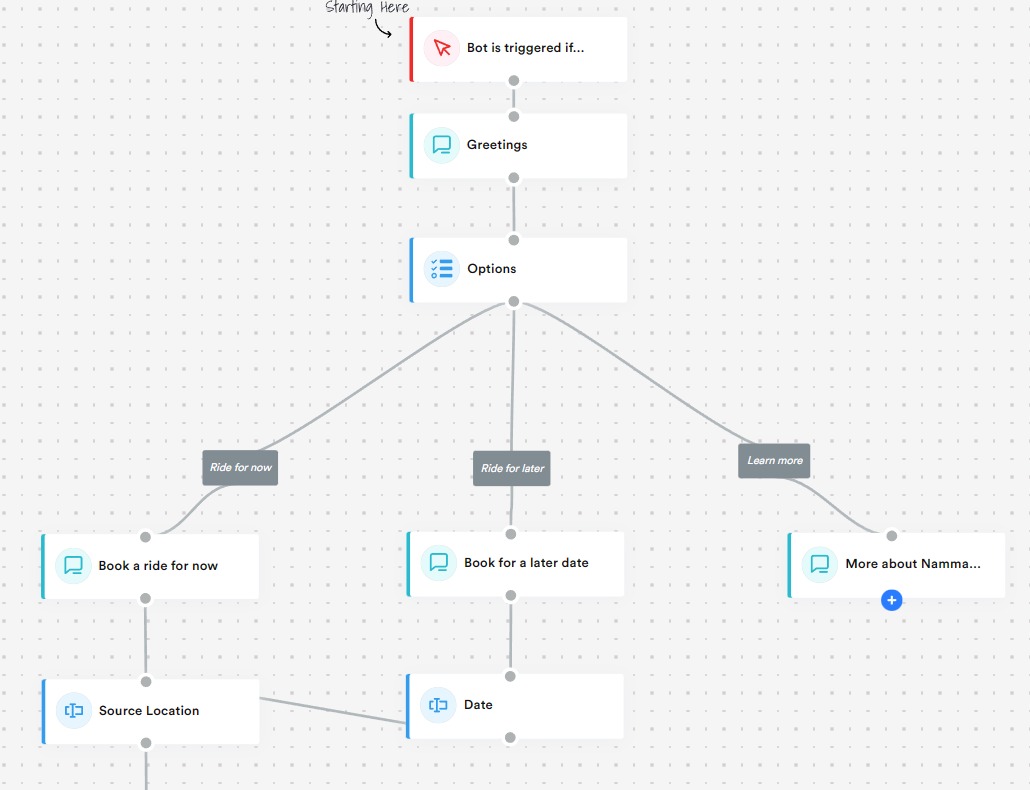 Starting Here
Bot is triggered if...
Greetings
Options
Ride for now
Ride for later
Learn more
Book a ride for now
Book for a later date
More about Namma...
Source Location
Date